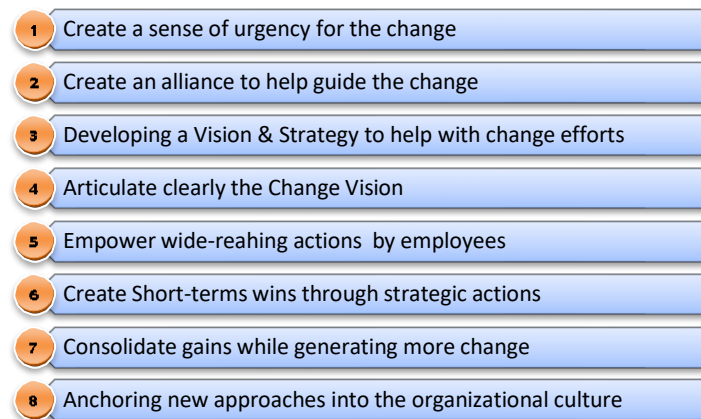 1 Create a sense of urgency for the change
2 Create an alliance to help guide the change
3 Developing a Vision & Strategy to help with change efforts
4 Articulate clearly the Change Vision
5 Empower wide-reahing actions by employees
6 Create Short-terms wins through strategic actions
7 Consolidate gains while generating more change
8 Anchoring new approaches into the organizational culture